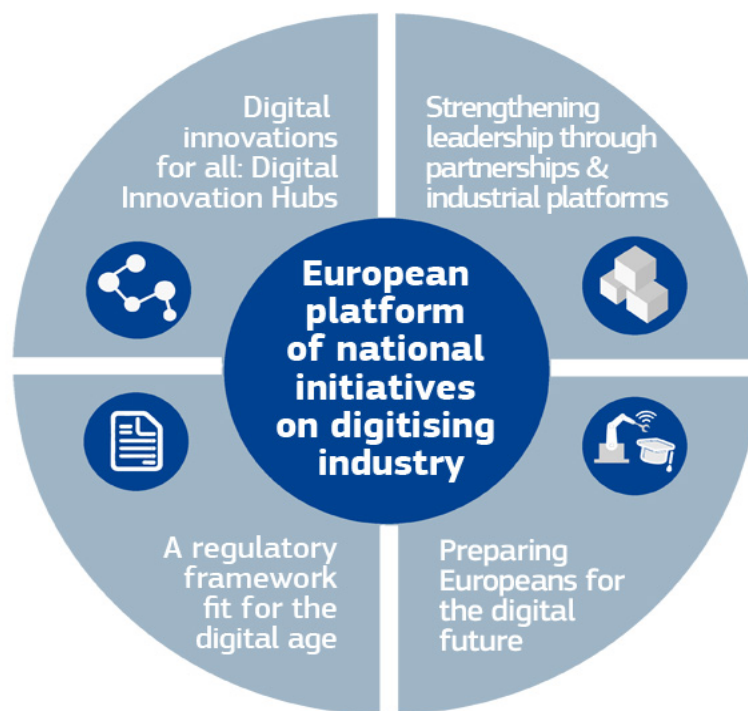 Digital
innovations
for all: Digital
Innovation Hubs
Strengthening
leadership through
partnerships &
industrial platforms
European
platform
of national
initiatives
on digitising
industry
A regulatory
framework
fit for the
digital age
Preparing
Europeans for
the digital
future